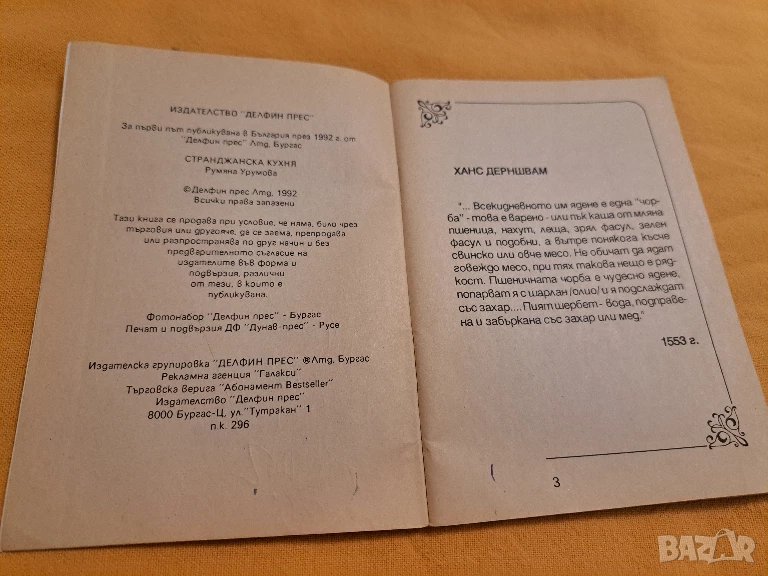 ИЗДАТЕЛСТВО "ДЕЛФИН ПРЕС"
За първи път публикувана в България през 1992 г. от
"Делфин прес" Лтд, Бургас
СТРАНДЖАНСКА КУХНЯ
Румяна Урумова
©Делфин прес Лтд, 1992
Всички права запазени
Тази книга се продава при условие, че няма, било чрез
търговия или другояче, да се заема, препродава
или разпространява по друг начин и без
предварителното съгласие на
издателите във форма и
подвързия, различни
от тези, в които е
публикувана.
Фотонабор "Делфин прес" - Бургас
Печат и подвързия ДФ "Дунав-прес" - Русе
Издателска групировка "ДЕЛФИН ПРЕС" ®Лтд, Бургас
Рекламна агенция "Галакси"
Търговска верига "Абонамент Bestseller"
Издателство "Делфин прес"
8000 Бургас-Ц, ул."Тутракан" 1
п.к. 296
ХАНС ДЕРНШВАМ
"... Всекидневното им ядене е една "чор-
ба" - това е варено - или пък каша от мляна
пшеница, нахут, леща, зрял фасул, зелен
фасул и подобни, а вътре понякога късче
свинско или овче месо. Не обичат да ядат
говеждо месо, при тях такова нещо е ряд-
кост. Пшеничната чорба е чудесно ядене,
попарват я с шарлан /олио/ и я подслаждат
със захар.... Пият шербет - вода, подправе-
на и забъркана със захар или мед."
1553 г.
3
BAZAR